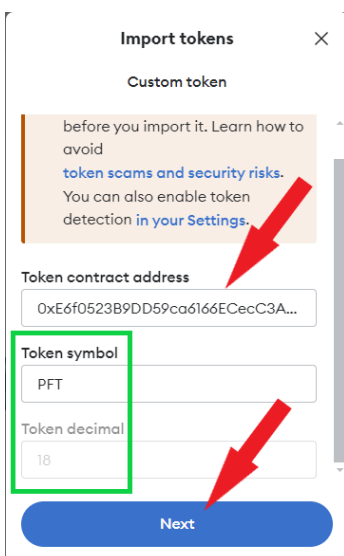 Import tokens
Custom token
before you import it. Learn how to
avoid
token scams and security risks.
You can also enable token
detection in your Settings.
Token contract address
0xE6f0523B9DD59ca6166ECecC3A...
Token symbol
PFT
Token decimal
18
Next